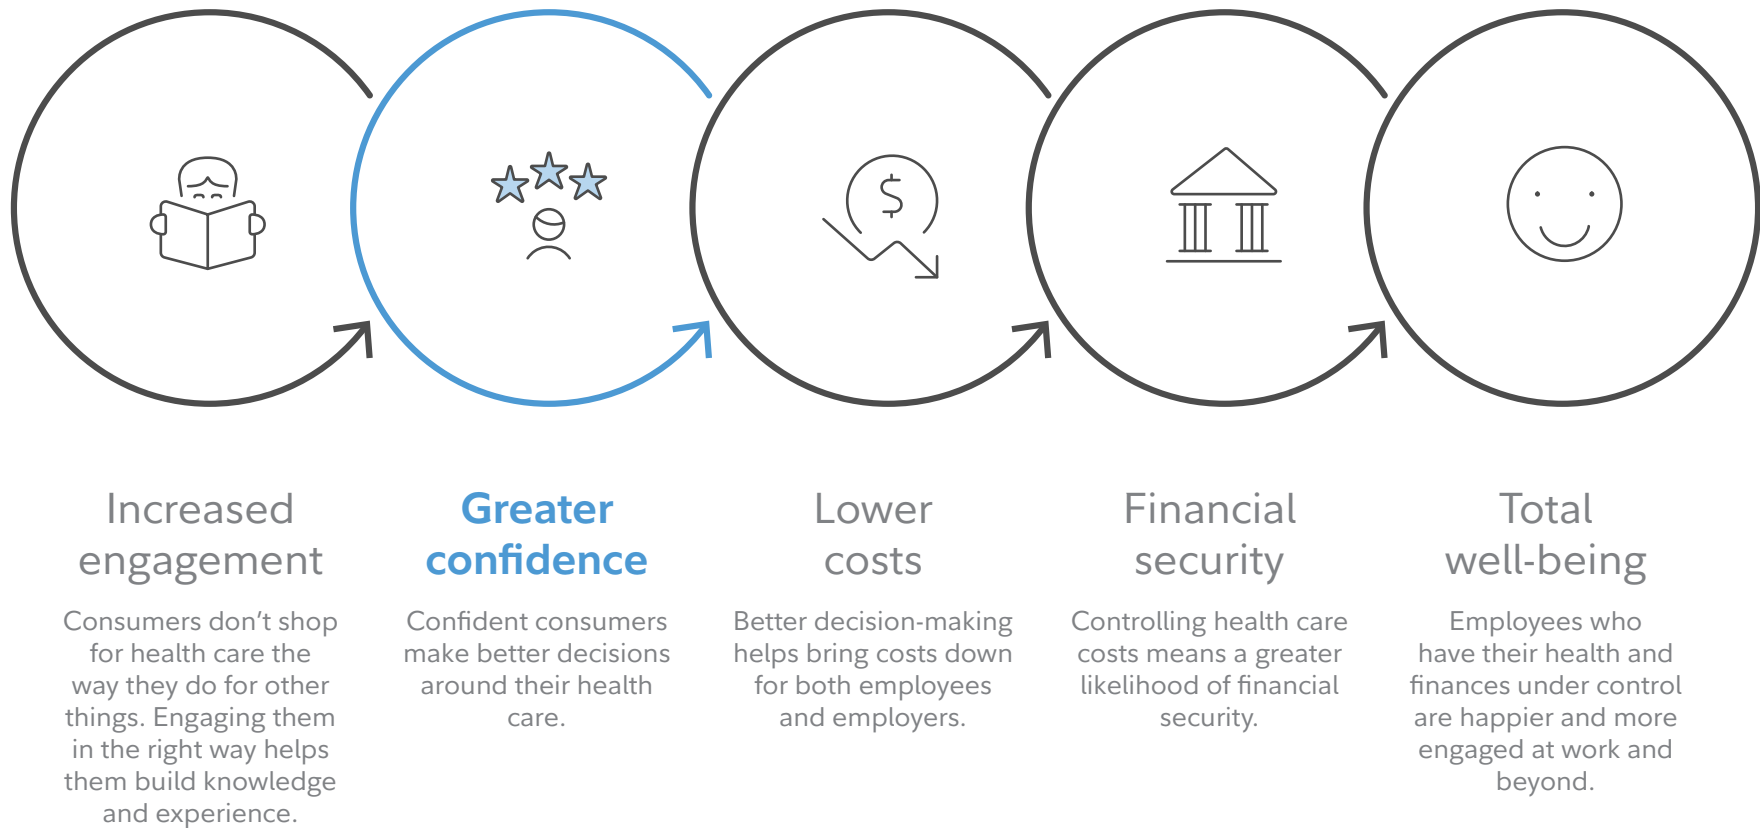 $
Increased
engagement
Consumers don’t shop
for health care the
way they do for other
things. Engaging them
in the right way helps
them build knowledge
and experience.
Greater
confidence
Confident consumers
make better decisions
around their health
care.
Lower
costs
Better decision-making
helps bring costs down
for both employees
and employers.
Financial
security
Controlling health care
costs means a greater
likelihood of financial
security.
Total
well-being
Employees who
have their health and
finances under control
are happier and more
engaged at work and
beyond.